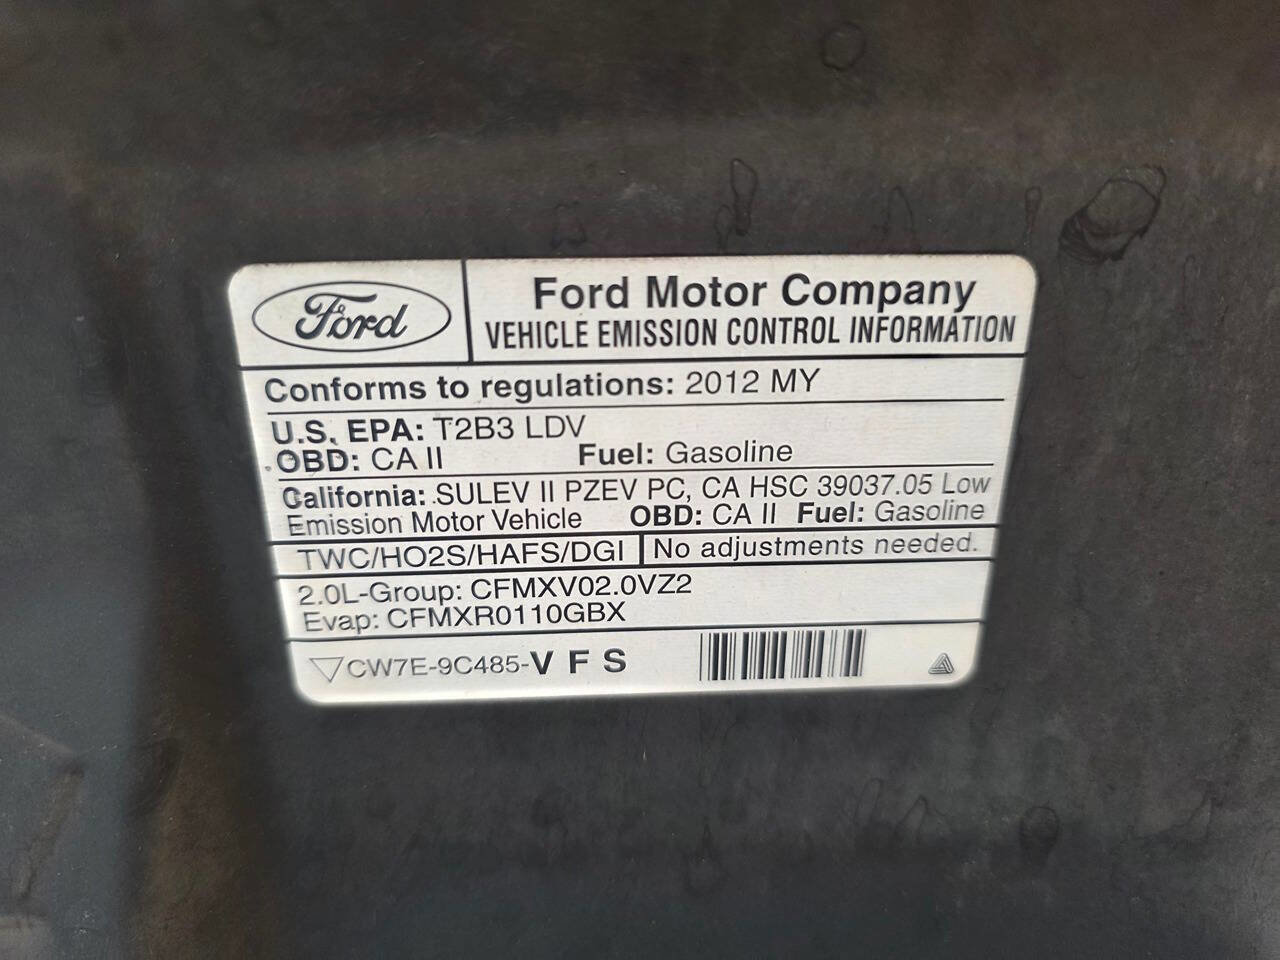 Ford
Ford Motor Company
VEHICLE EMISSION CONTROL INFORMATION
Conforms to regulations: 2012 MY
U.S. EPA: T2B3 LDV
OBD: CA II Fuel: Gasoline
California: SULEV II PZEV PC, CA HSC 39037.05 Low
Emission Motor Vehicle OBD: CA II Fuel: Gasoline
TWC/HO2S/HAFS/DGI No adjustments needed.
2.0L-Group: CFMXV02.0VZ2
Evap: CFMXR0110GBX
CW7E-9C485-V F S